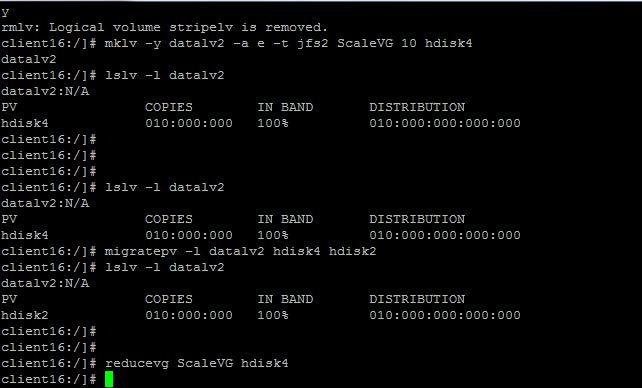 y
rmlv: Logical volume stripelv is removed.
client16:/]# mklv -y datalv2 -a e -t jfs2 ScaleVG 10 hdisk4
datalv2
client16:/]# lslv -l datalv2
datalv2:N/A
PV COPIES IN BAND DISTRIBUTION
hdisk4 010:000:000 100% 010:000:000:000:000
client16:/]#
client16:/]#
client16:/]#
client16:/]# lslv -l datalv2
datalv2:N/A
PV COPIES IN BAND DISTRIBUTION
hdisk4 010:000:000 100% 010:000:000:000:000
client16:/]# migratepv -l datalv2 hdisk4 hdisk2
client16:/]# lslv -l datalv2
datalv2:N/A
PV COPIES IN BAND DISTRIBUTION
hdisk2 010:000:000 100% 010:000:000:000:000
client16:/]#
client16:/]#
client16:/]# reducevg ScaleVG hdisk4
client16:/]#